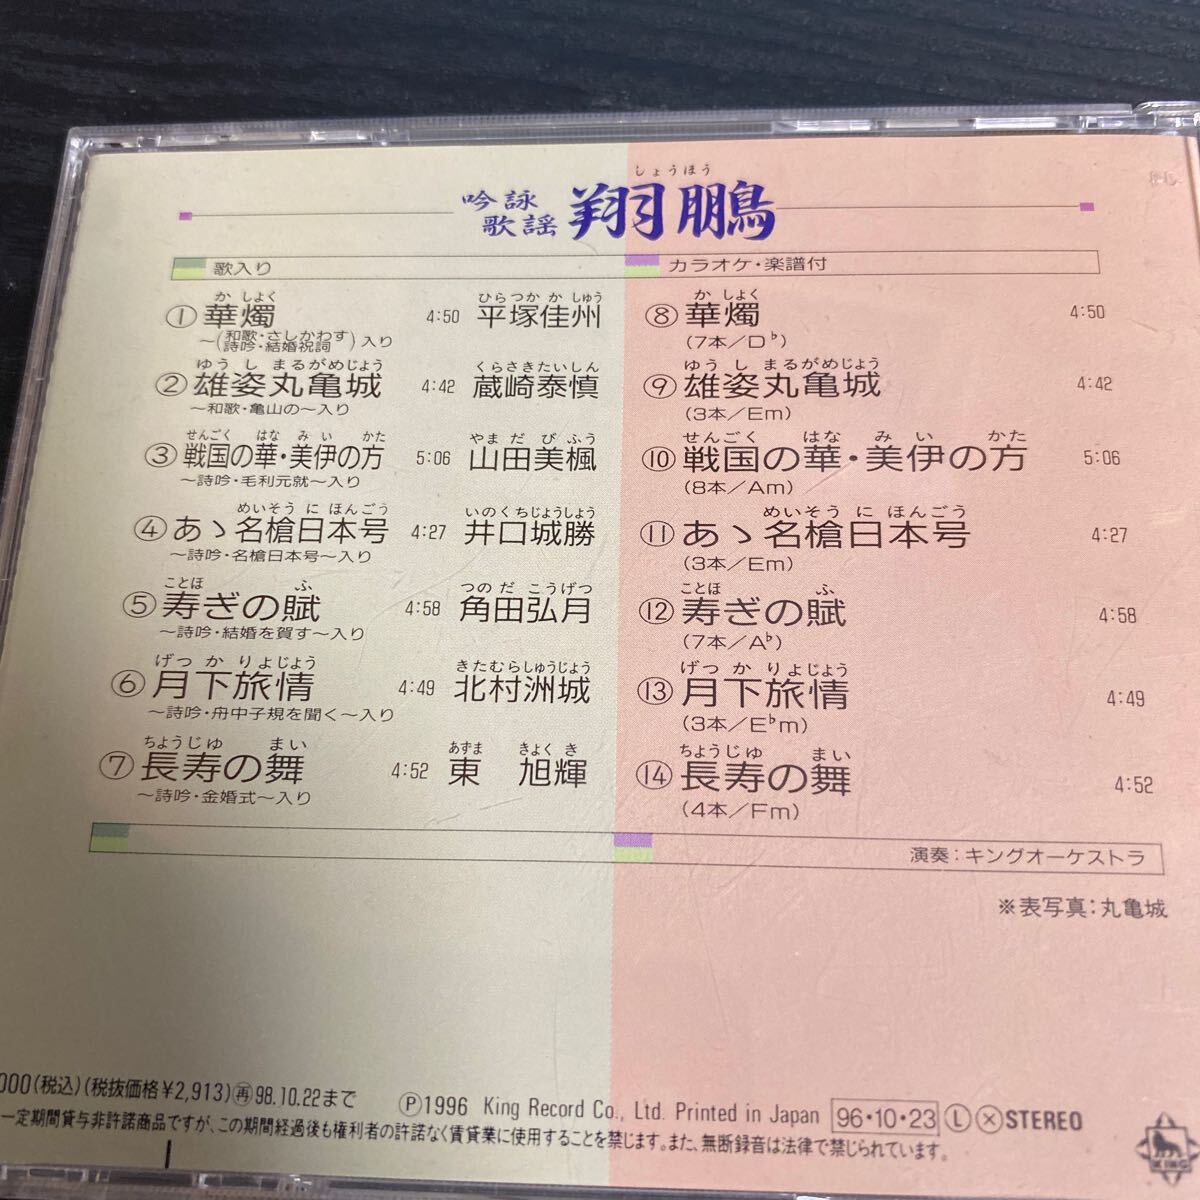 しょうほう
吟詠
歌謡 翔鵬
歌入り
か しょく ひらつか か しゅう
① 華燭 4:50 平塚佳州
～(和歌・さしかわす
詩吟・結婚祝詞)入り
ゆう し まるがめじょう くらさきたいしん
② 雄姿丸亀城 4:42 蔵崎泰慎
～和歌・亀山の～入り
せんごく はな み い かた やま だ び ふう
③ 戦国の華・美伊の方 5:06 山田美楓
～詩吟・毛利元就～入り
めいそう に ほんごう いのくちじょうしょう
④ あゝ名槍日本号 4:27 井口城勝
～詩吟・名槍日本号～入り
ことほ ふ つの だ こうげつ
⑤ 寿ぎの賦 4:58 角田弘月
～詩吟・結婚を賀す～入り
げっ か りょじょう きたむらしゅうじょう
⑥ 月下旅情 4:49 北村洲城
～詩吟・舟中子規を聞く～入り
ちょうじゅ まい あずま きょく き
⑦ 長寿の舞 4:52 東 旭輝
～詩吟・金婚式～入り
カラオケ・楽譜付
か しょく
⑧ 華燭 4:50
(7本/D♭)
ゆう し まるがめじょう
⑨ 雄姿丸亀城 4:42
(3本/Em)
せんごく はな み い かた
⑩ 戦国の華・美伊の方 5:06
(8本/Am)
めいそう に ほんごう
⑪ あゝ名槍日本号 4:27
(3本/Em)
ことほ ふ
⑫ 寿ぎの賦 4:58
(7本/A♭)
げっ か りょじょう
⑬ 月下旅情 4:49
(3本/E♭m)
ちょうじゅ まい
⑭ 長寿の舞 4:52
(4本/Fm)
演奏：キングオーケストラ
※表写真：丸亀城
000(税込)(税抜価格¥2,913)㊢98.10.22まで
Ⓟ1996 King Record Co., Ltd. Printed in Japan 96・10・23 Ⓛ ⓧ STEREO
一定期間貸与非許諾商品ですが、この期間経過後も権利者の許諾なく賃貸業に使用することを禁じます。また、無断録音は法律で禁じられています。
KING